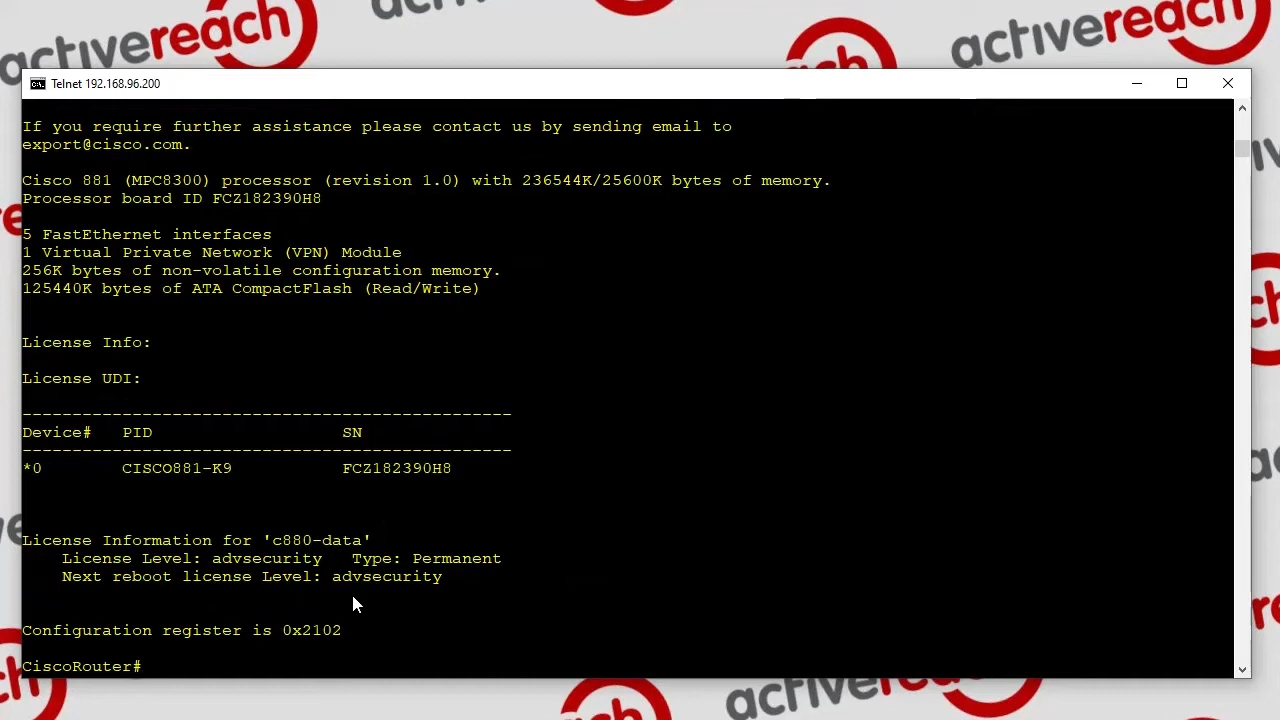 activereach
activereach
Telnet 192.168.96.200
If you require further assistance please contact us by sending email to
export@cisco.com.
Cisco 881 (MPC8300) processor (revision 1.0) with 236544K/25600K bytes of memory.
Processor board ID FCZ182390H8
5 FastEthernet interfaces
1 Virtual Private Network (VPN) Module
256K bytes of non-volatile configuration memory.
125440K bytes of ATA CompactFlash (Read/Write)
License Info:
License UDI:
-------------------------------------------------
Device# PID SN
-------------------------------------------------
*0 CISCO881-K9 FCZ182390H8
License Information for 'c880-data'
License Level: advsecurity Type: Permanent
Next reboot license Level: advsecurity
Configuration register is 0x2102
CiscoRouter#
activereach